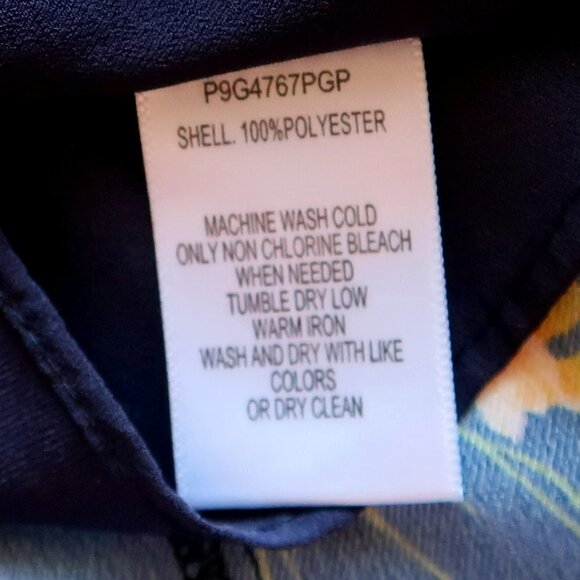 P9G4767PGP
SHELL. 100%POLYESTER
MACHINE WASH COLD
ONLY NON CHLORINE BLEACH
WHEN NEEDED
TUMBLE DRY LOW
WARM IRON
WASH AND DRY WITH LIKE
COLORS
OR DRY CLEAN